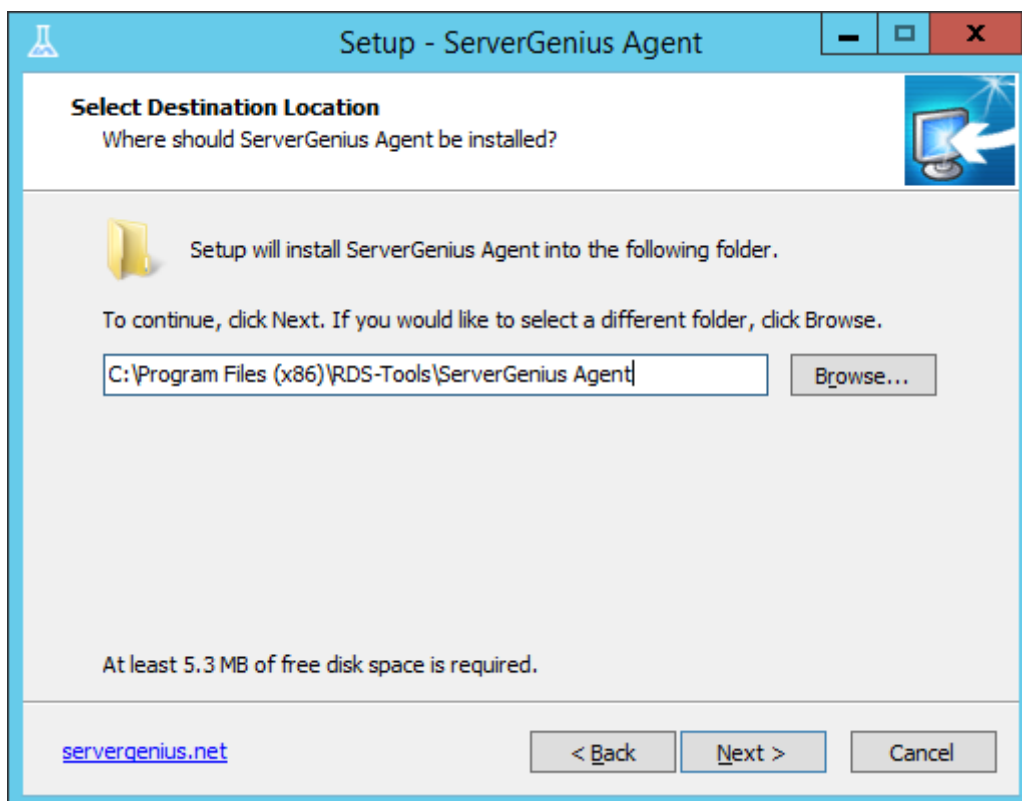 Setup - ServerGenius Agent
Select Destination Location
Where should ServerGenius Agent be installed?
Setup will install ServerGenius Agent into the following folder.
To continue, click Next. If you would like to select a different folder, click Browse.
C:\Program Files (x86)\RDS-Tools\ServerGenius Agent
Browse...
At least 5.3 MB of free disk space is required.
servergenius.net
< Back
Next >
Cancel